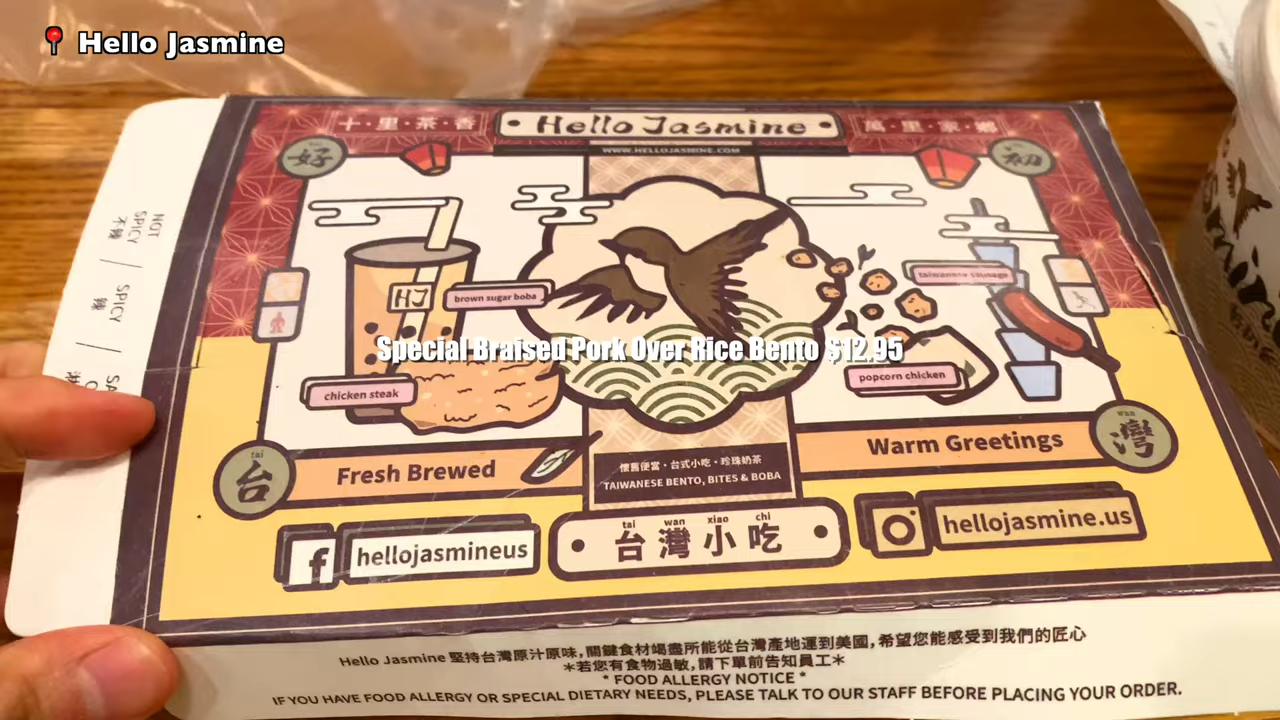 Hello Jasmine
十·里·茶·香
Hello Jasmine
萬·里·家·鄉
WWW.HELLOJASMINE.COM
好
NOT SPICY
不辣
SPICY
辣
HJ
brown sugar boba
taiwanese sausage
Special Braised Pork Over Rice Bento $12.95
chicken steak
popcorn chicken
tai
台
Fresh Brewed
Warm Greetings
wan
灣
懷舊便當·台式小吃·珍珠奶茶
TAIWANESE BENTO, BITES & BOBA
f
hellojasmineus
tai wan xiao chi
台灣小吃
hellojasmine.us
Hello Jasmine 堅持台灣原汁原味,關鍵食材竭盡所能從台灣產地運到美國,希望您能感受到我們的匠心
*若您有食物過敏,請下單前告知員工*
* FOOD ALLERGY NOTICE *
IF YOU HAVE FOOD ALLERGY OR SPECIAL DIETARY NEEDS, PLEASE TALK TO OUR STAFF BEFORE PLACING YOUR ORDER.